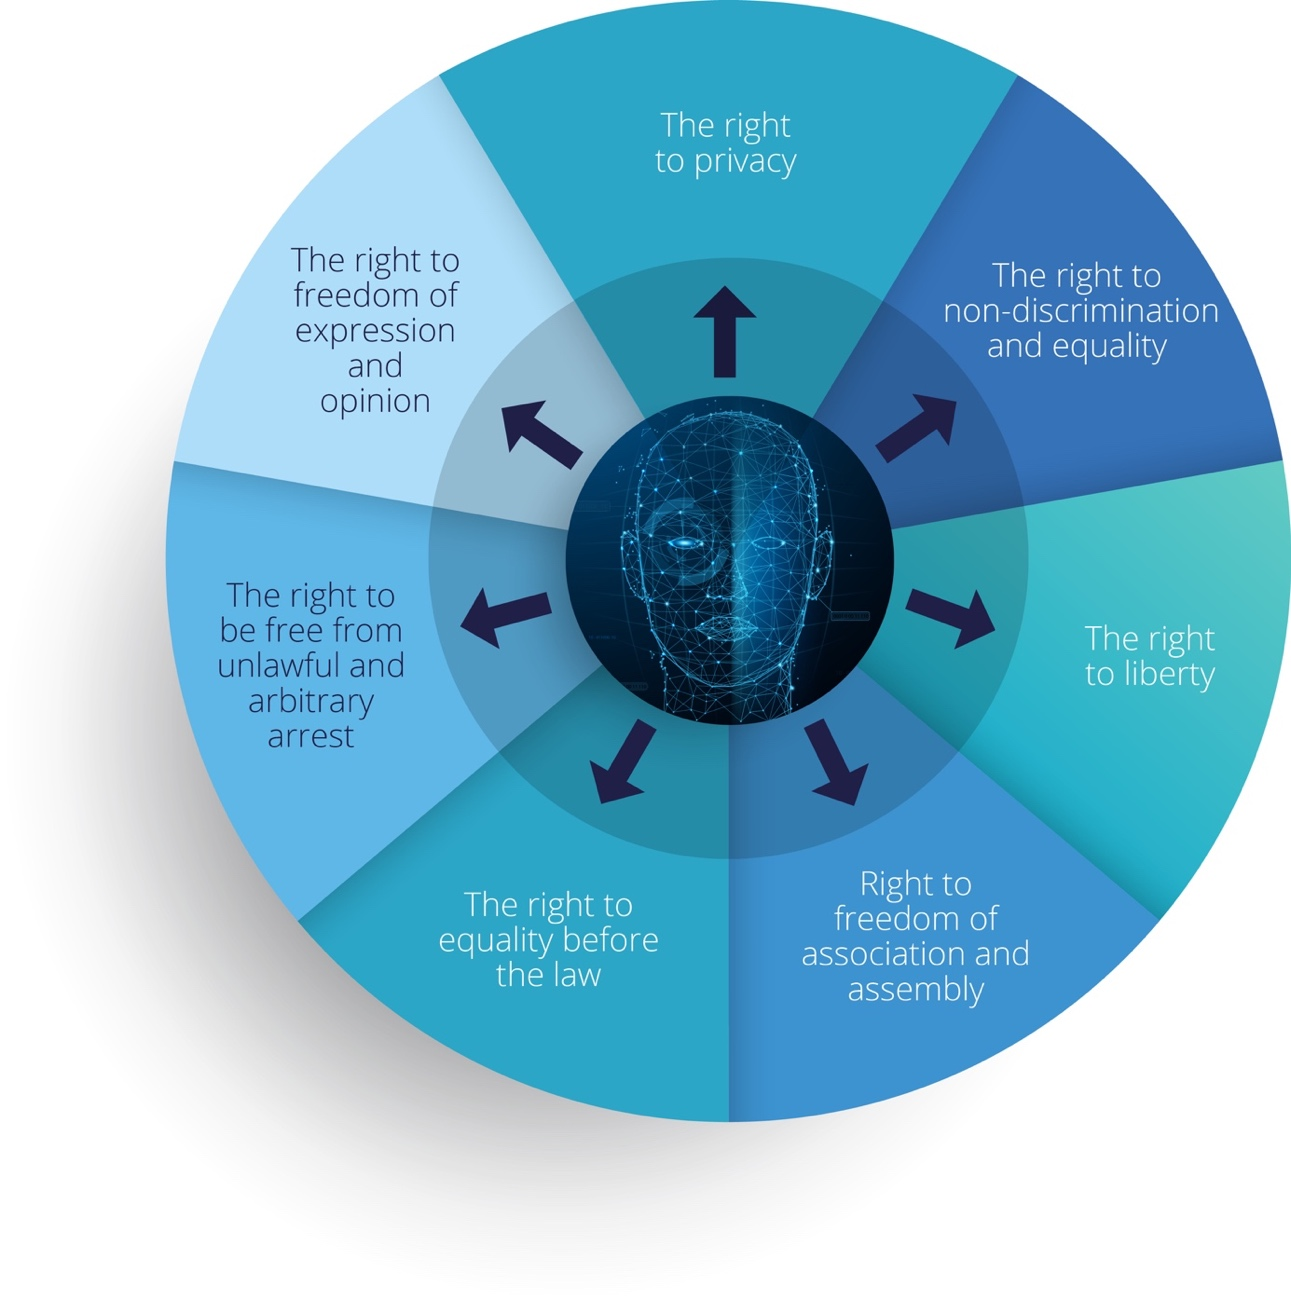 The right
to privacy
The right to
non-discrimination
and equality
The right
to liberty
Right to
freedom of
association and
assembly
The right to
equality before
the law
The right to
be free from
unlawful and
arbitrary
arrest
The right to
freedom of
expression
and
opinion